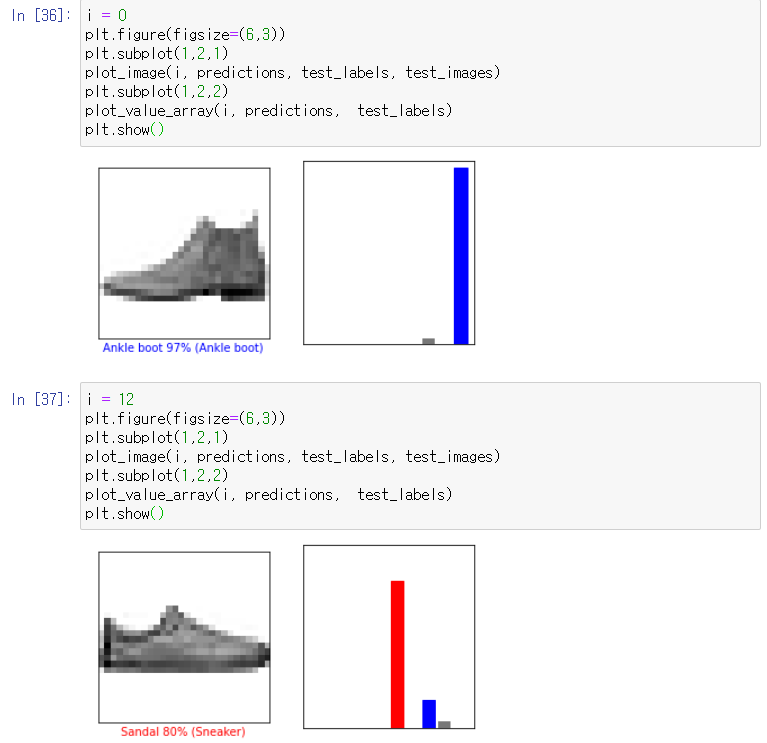 In [36]:
i = 0
plt.figure(figsize=(6,3))
plt.subplot(1,2,1)
plot_image(i, predictions, test_labels, test_images)
plt.subplot(1,2,2)
plot_value_array(i, predictions,  test_labels)
plt.show()
Ankle boot 97% (Ankle boot)
In [37]:
i = 12
plt.figure(figsize=(6,3))
plt.subplot(1,2,1)
plot_image(i, predictions, test_labels, test_images)
plt.subplot(1,2,2)
plot_value_array(i, predictions,  test_labels)
plt.show()
Sandal 80% (Sneaker)